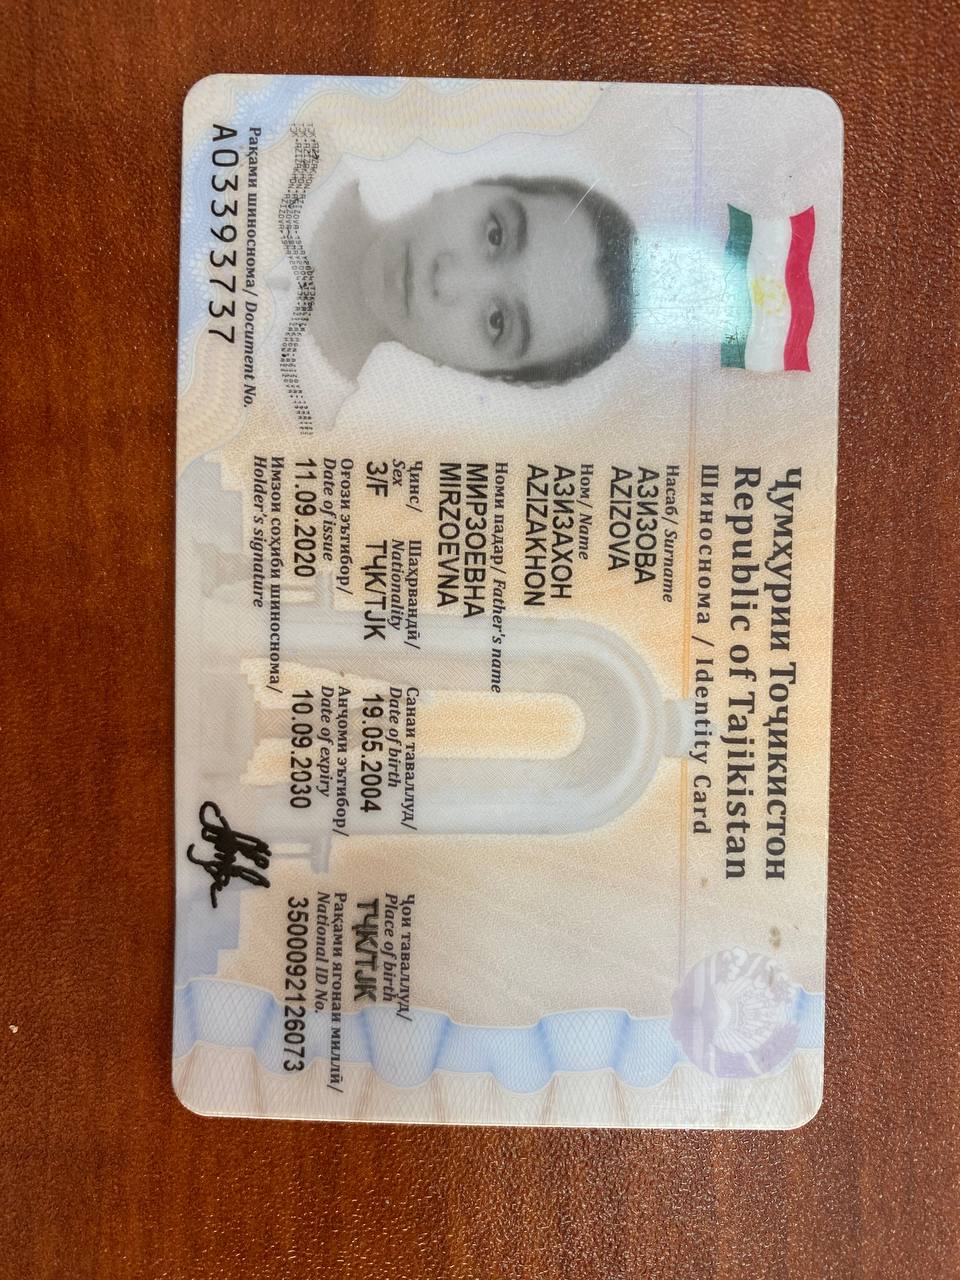 Ҷумҳурии Тоҷикистон
Republic of Tajikistan
Шиноснома / Identity Card
Насаб/ Surname
АЗИЗОВА
AZIZOVA
Ном/ Name
АЗИЗАХОН
AZIZAKHON
Номи падар/ Father's name
МИРЗОЕВНА
MIRZOEVNA
Ҷинс/ Шаҳрвандӣ/ Санаи таваллуд/ Ҷои таваллуд/
Sex Nationality Date of birth Place of birth
З/F ТҶК/TJK 19.05.2004 ТҶК/TJK
Оғози эътибор/ Анҷоми эътибор/ Рақами ягонаи миллӣ/
Date of issue Date of expiry National ID No.
11.09.2020 10.09.2030 3500092126073
Имзои соҳиби шиноснома/
Holder's signature
Рақами шиноснома/ Document No.
A03393737